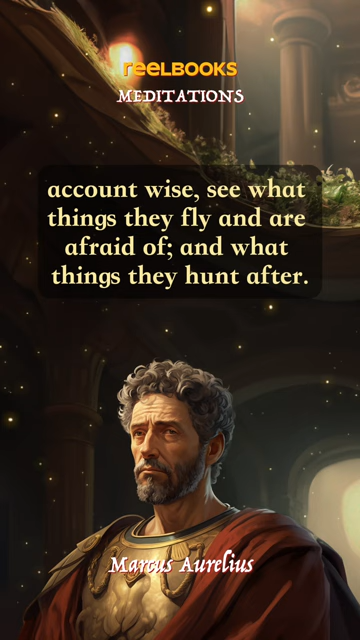 reelBOOKS
MEDITATIONS
account wise, see what
things they fly and are
afraid of; and what
things they hunt after.
Marcus Aurelius